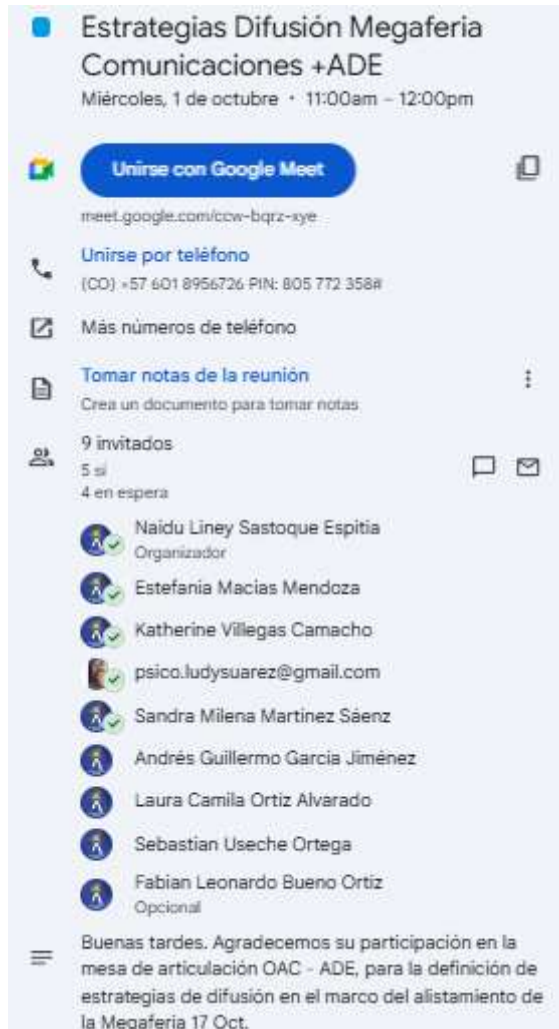 Estrategias Difusión Megaferia
Comunicaciones +ADE
Miércoles, 1 de octubre · 11:00am – 12:00pm
Unirse con Google Meet
meet.google.com/ccw-bqrz-xye
Unirse por teléfono
(CO) +57 601 8956726 PIN: 805 772 358#
Más números de teléfono
Tomar notas de la reunión
Crea un documento para tomar notas
9 invitados
5 sí
4 en espera
Naidu Liney Sastoque Espitia
Organizador
Estefania Macias Mendoza
Katherine Villegas Camacho
psico.ludysuarez@gmail.com
Sandra Milena Martínez Sáenz
Andrés Guillermo García Jiménez
Laura Camila Ortiz Alvarado
Sebastian Useche Ortega
Fabian Leonardo Bueno Ortiz
Opcional
Buenas tardes. Agradecemos su participación en la
mesa de articulación OAC - ADE, para la definición de
estrategias de difusión en el marco del alistamiento de
la Megaferia 17 Oct.